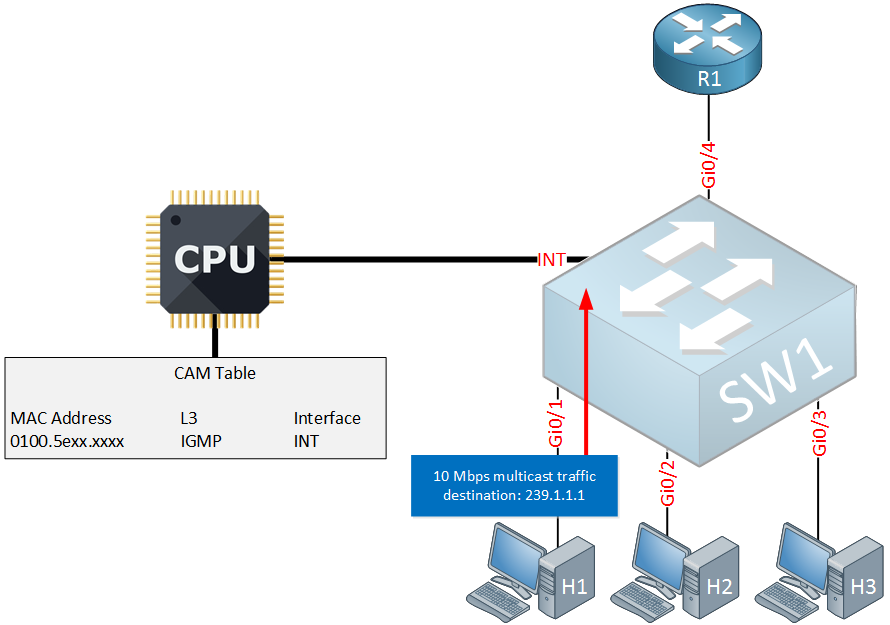 R1
Gi0/4
CPU
INT
SW1
CAM Table
MAC Address L3 Interface
0100.5exx.xxxx IGMP INT
Gi0/1
Gi0/2
Gi0/3
10 Mbps multicast traffic
destination: 239.1.1.1
H1
H2
H3